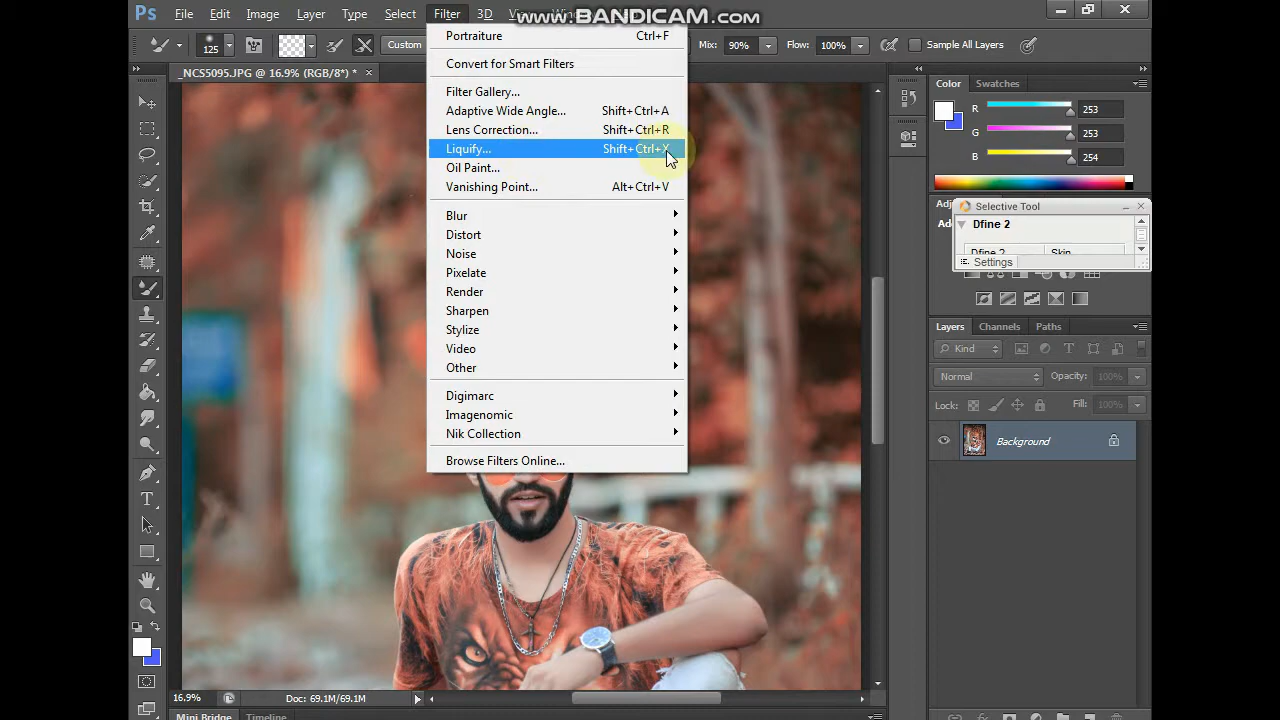 Ps File Edit Image Layer Type Select Filter 3D
www.BANDICAM.com
125 Custom Mix: 90% Flow: 100% Sample All Layers
_NCS5095.JPG @ 16.9% (RGB/8*) * ×
Portraiture Ctrl+F
Convert for Smart Filters
Filter Gallery...
Adaptive Wide Angle... Shift+Ctrl+A
Lens Correction... Shift+Ctrl+R
Liquify... Shift+Ctrl+X
Oil Paint...
Vanishing Point... Alt+Ctrl+V
Blur
Distort
Noise
Pixelate
Render
Sharpen
Stylize
Video
Other
Digimarc
Imagenomic
Nik Collection
Browse Filters Online...
Color Swatches
R 253
G 253
B 254
Selective Tool
Dfine 2
Dfine 2 Skin
Settings
Layers Channels Paths
Kind
Normal Opacity: 100%
Lock: Fill: 100%
Background
16.9% Doc: 69.1M/69.1M
Mini Bridge Timeline